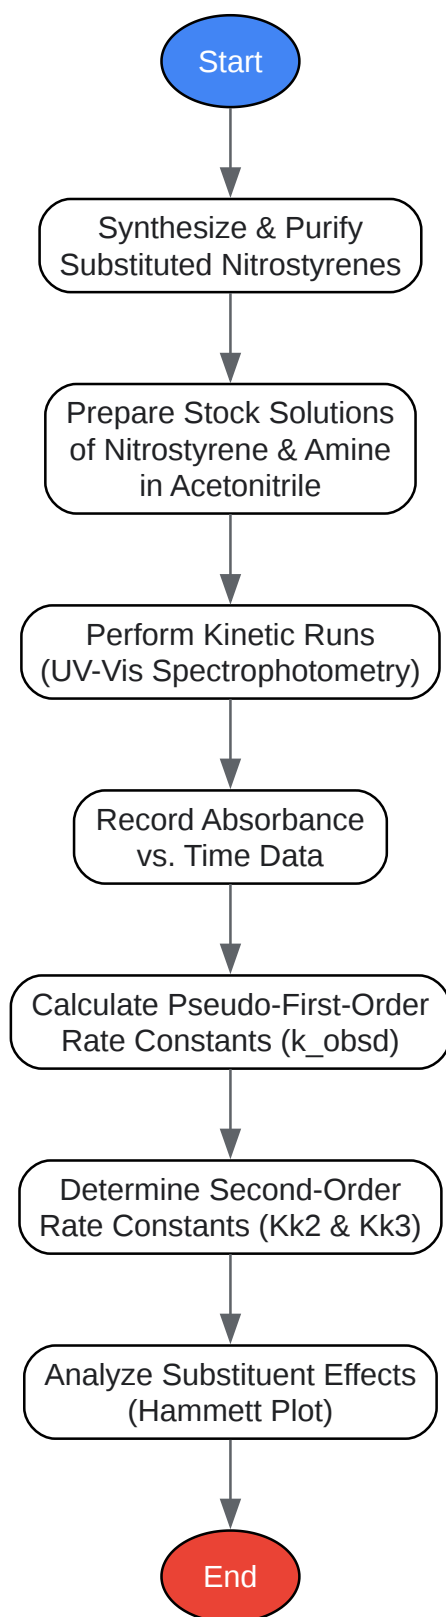 Start
Synthesize & Purify
Substituted Nitrostyrenes
Prepare Stock Solutions
of Nitrostyrene & Amine
in Acetonitrile
Perform Kinetic Runs
(UV-Vis Spectrophotometry)
Record Absorbance
vs. Time Data
Calculate Pseudo-First-Order
Rate Constants (k_obsd)
Determine Second-Order
Rate Constants (Kk2 & Kk3)
Analyze Substituent Effects
(Hammett Plot)
End